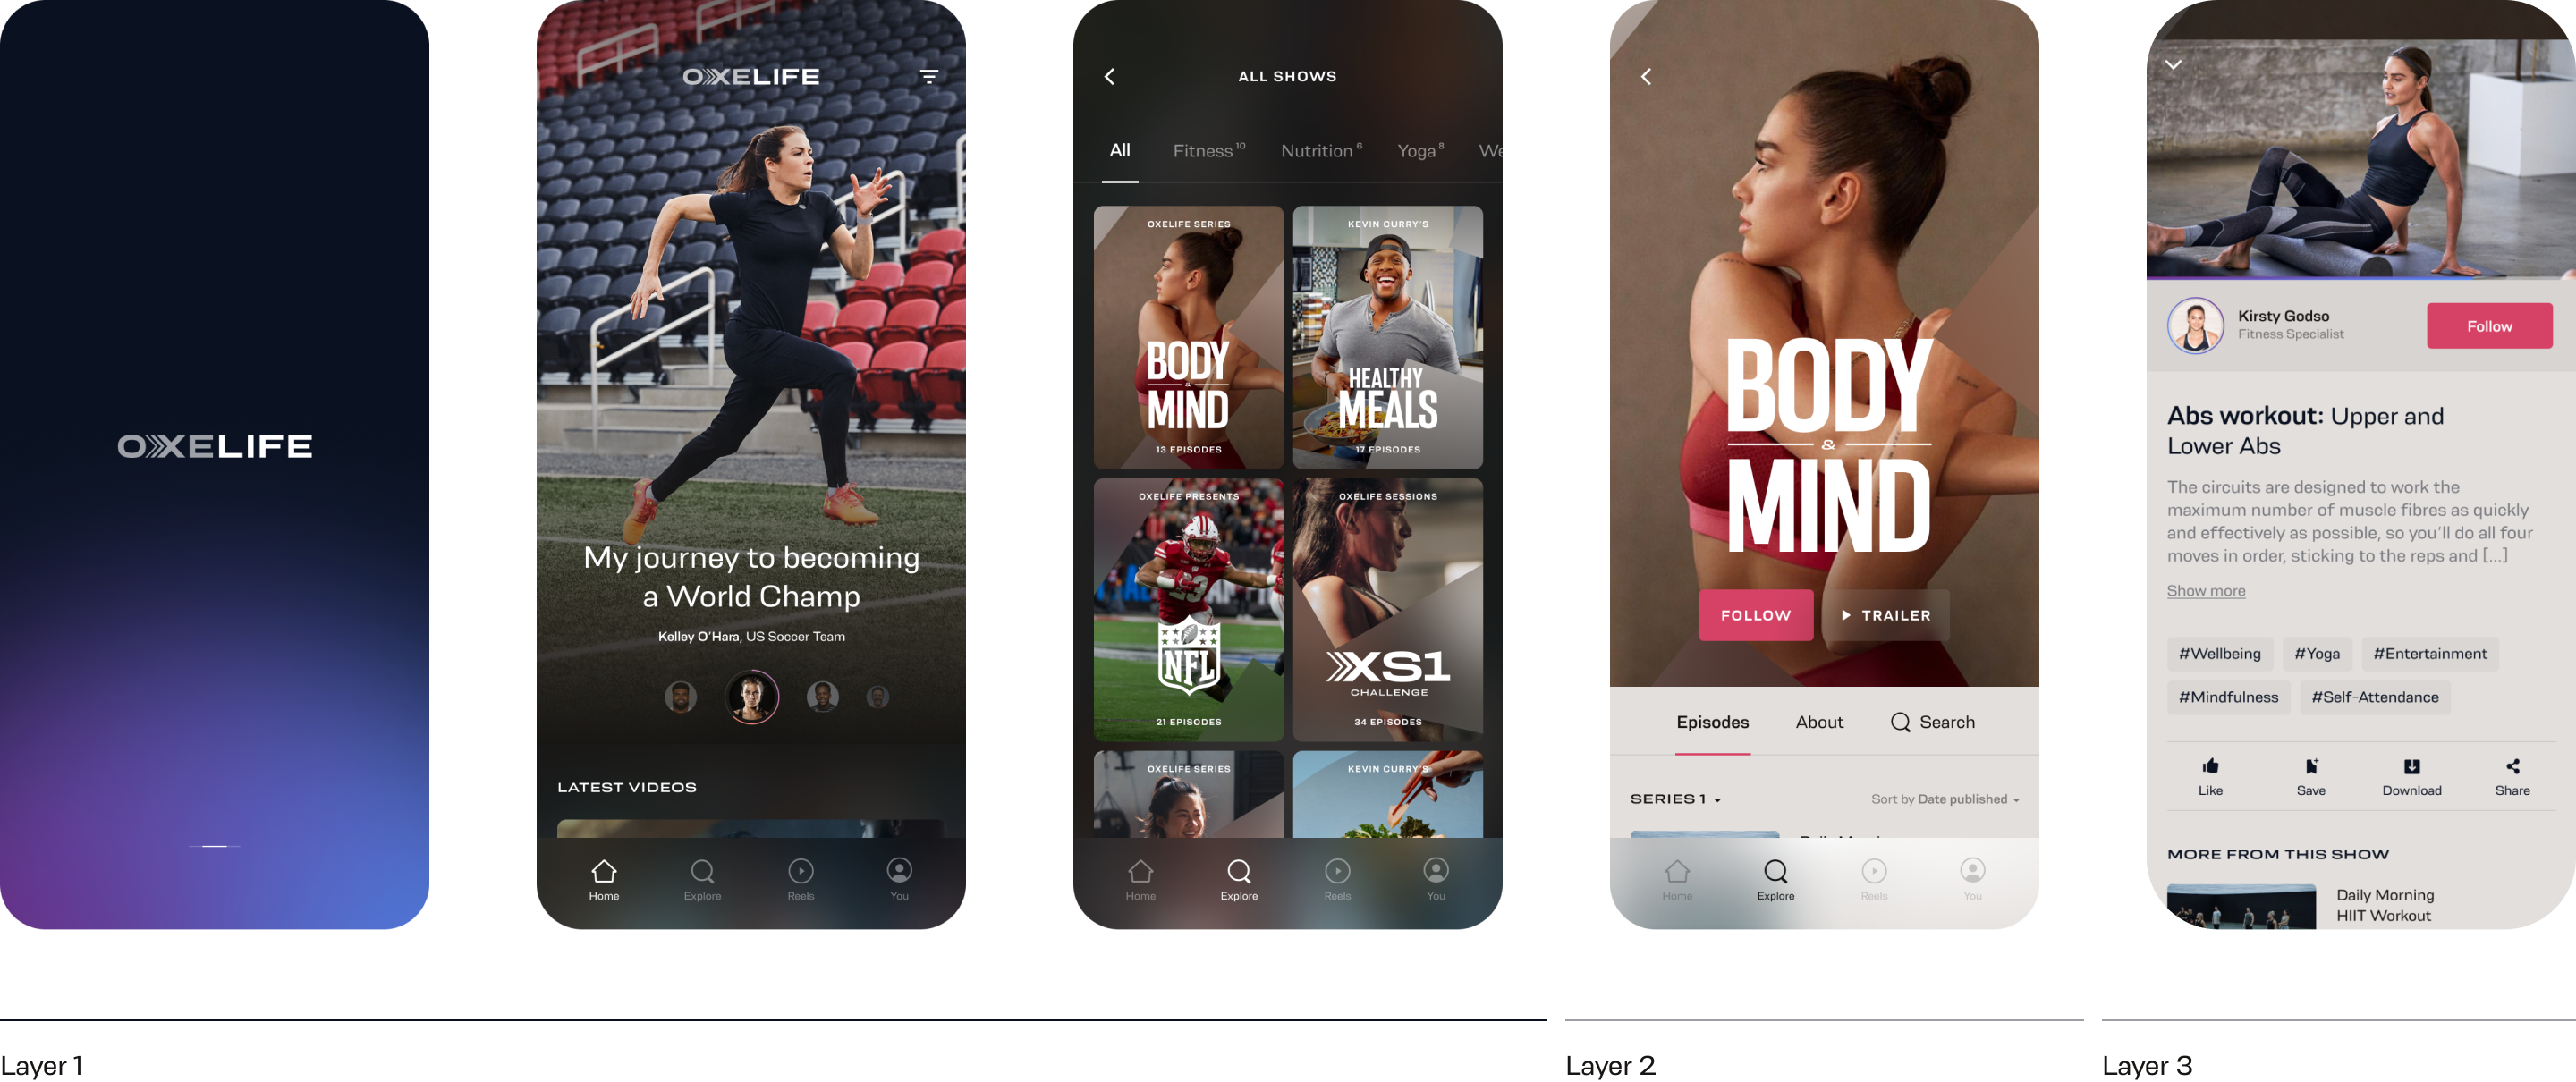 OXELIFE
OXELIFE
My journey to becoming
a World Champ
Kelley O'Hara, US Soccer Team
LATEST VIDEOS
Home
Explore
Reels
You
ALL SHOWS
All
Fitness 10
Nutrition 6
Yoga 8
We
OXELIFE SERIES
BODY
&
MIND
13 EPISODES
KEVIN CURRY'S
HEALTHY
MEALS
17 EPISODES
OXELIFE PRESENTS
23
NFL
21 EPISODES
OXELIFE SESSIONS
XS1
CHALLENGE
34 EPISODES
OXELIFE SERIES
KEVIN CURRY'S
Home
Explore
Reels
You
BODY
&
MIND
FOLLOW
TRAILER
Episodes
About
Search
SERIES 1
Sort by Date published
Home
Explore
Reels
You
Kirsty Godso
Fitness Specialist
Follow
Abs workout: Upper and
Lower Abs
The circuits are designed to work the
maximum number of muscle fibres as quickly
and effectively as possible, so you'll do all four
moves in order, sticking to the reps and [...]
Show more
#Wellbeing
#Yoga
#Entertainment
#Mindfulness
#Self-Attendance
Like
Save
Download
Share
MORE FROM THIS SHOW
Daily Morning
HIIT Workout
Layer 1
Layer 2
Layer 3